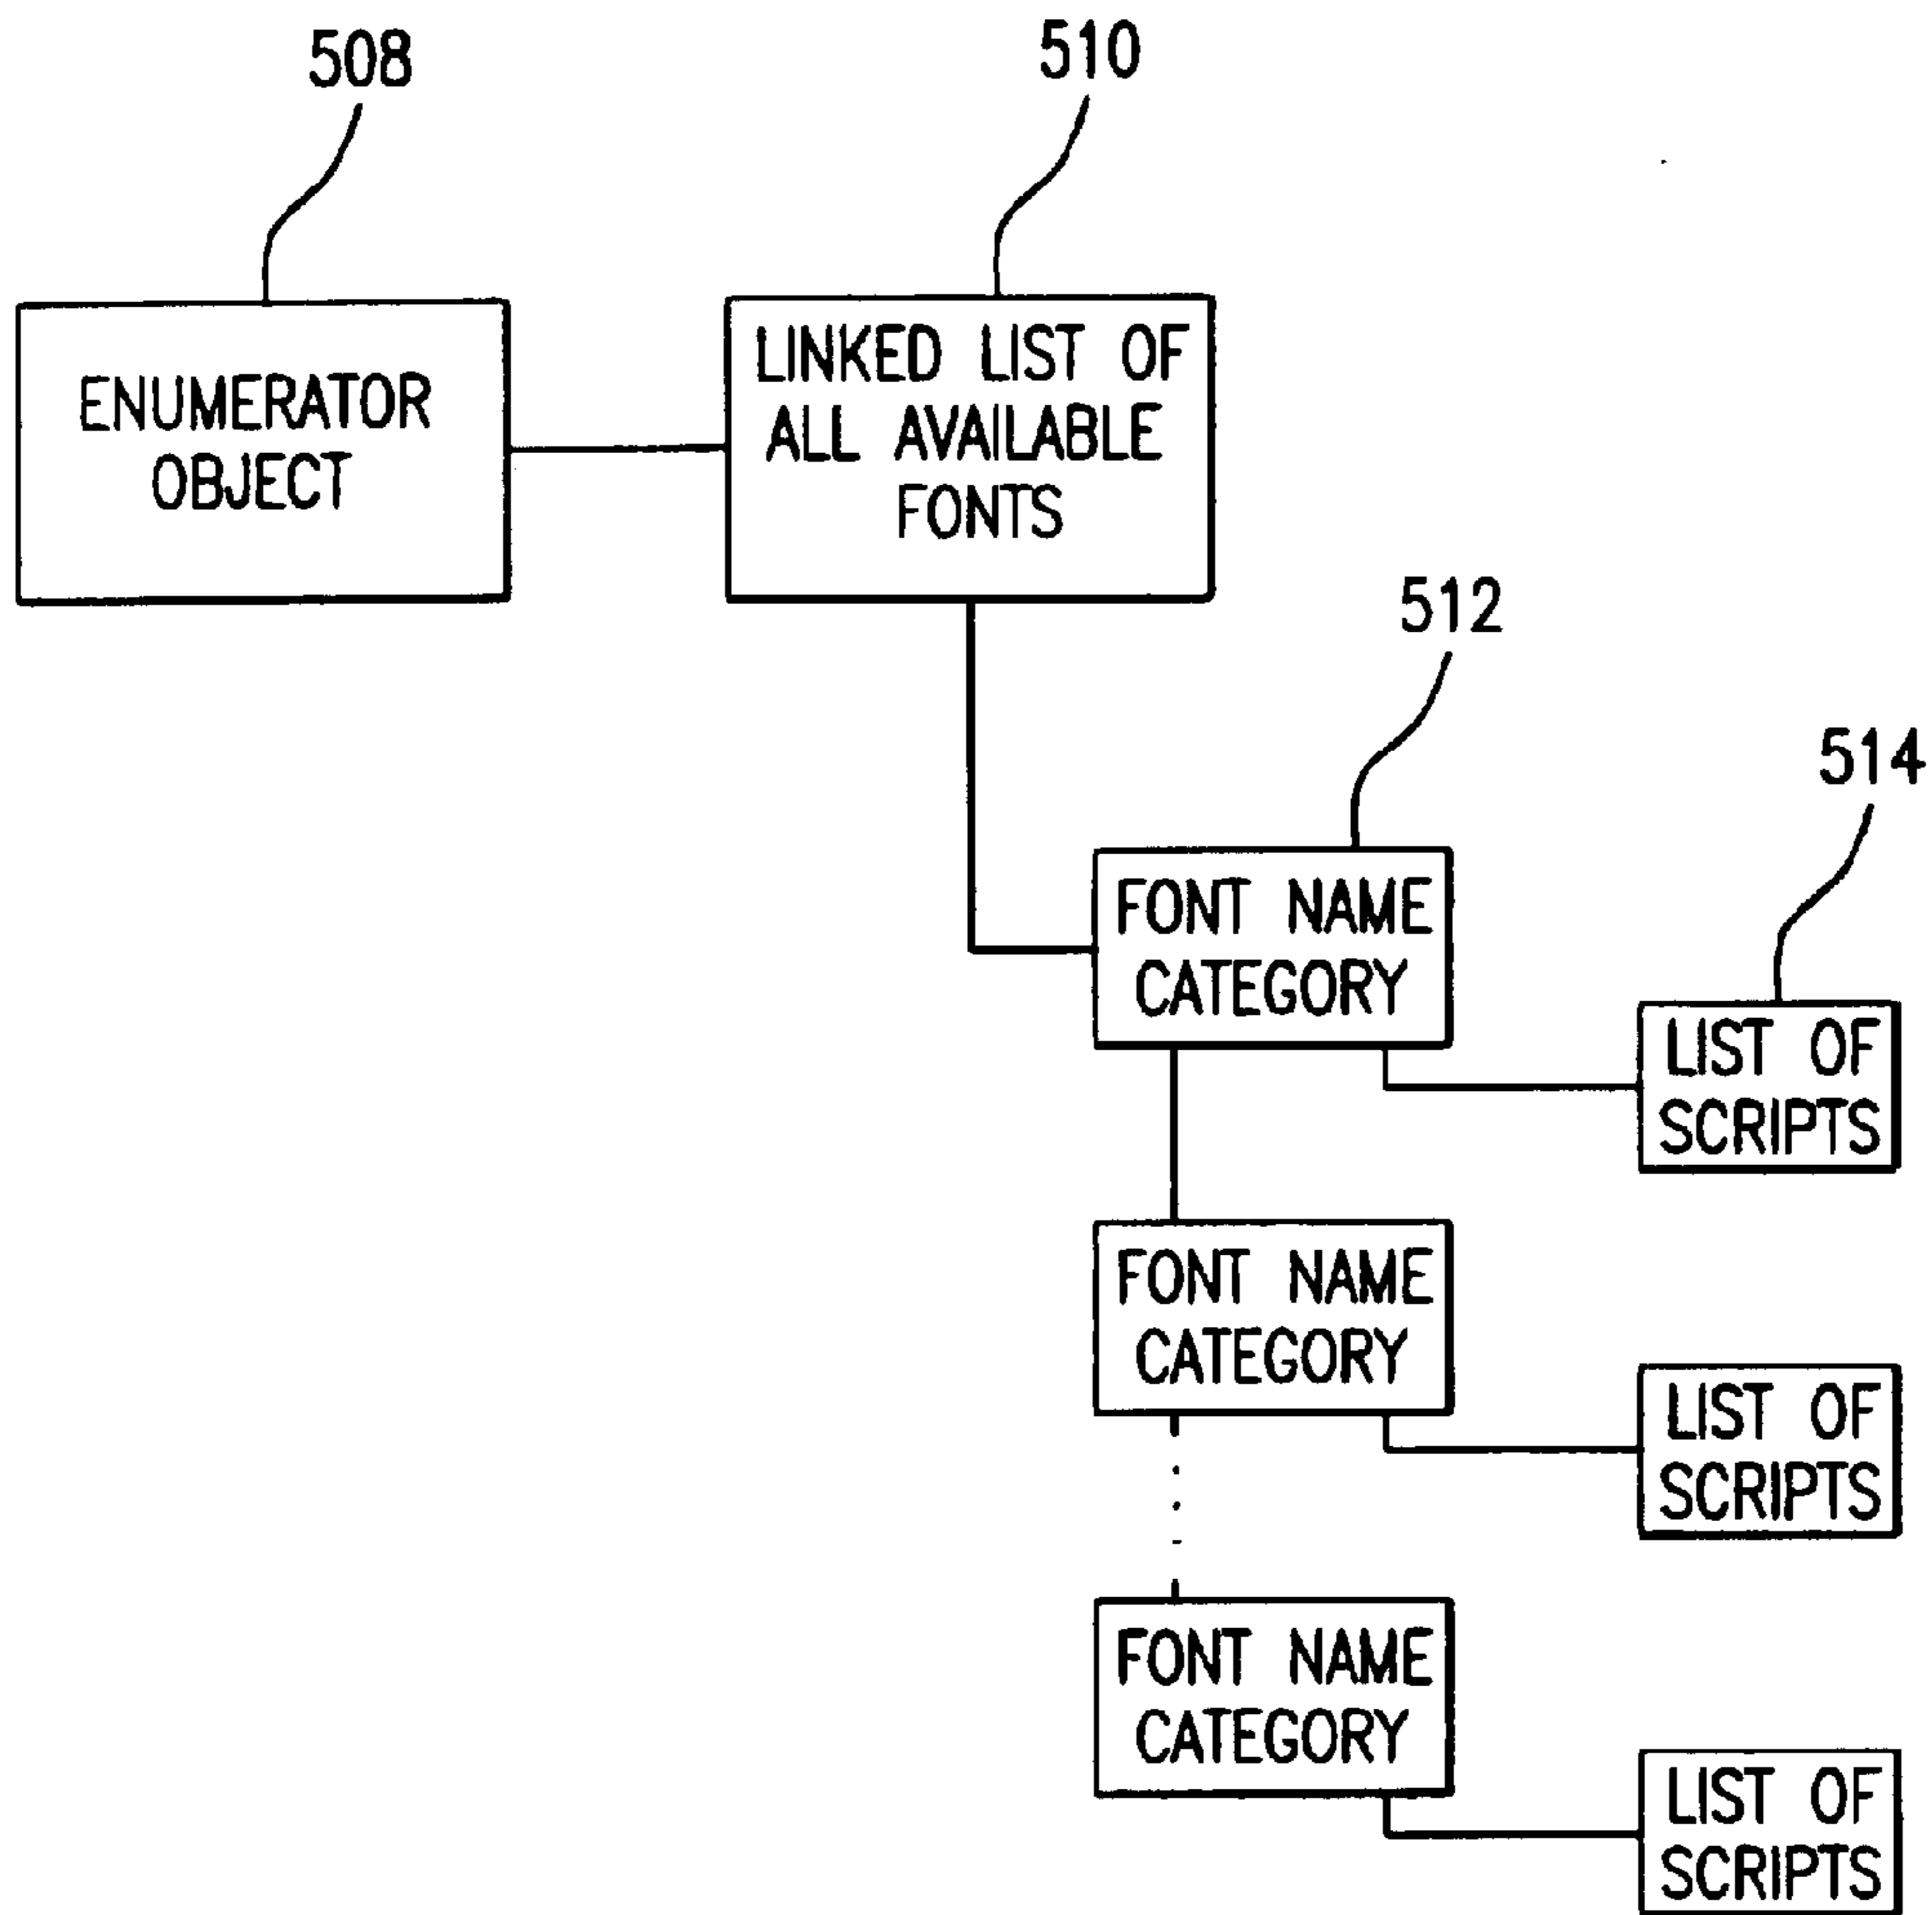 508
510
ENUMERATOR
OBJECT
LINKED LIST OF
ALL AVAILABLE
FONTS
512
514
FONT NAME
CATEGORY
LIST OF
SCRIPTS
FONT NAME
CATEGORY
LIST OF
SCRIPTS
FONT NAME
CATEGORY
LIST OF
SCRIPTS